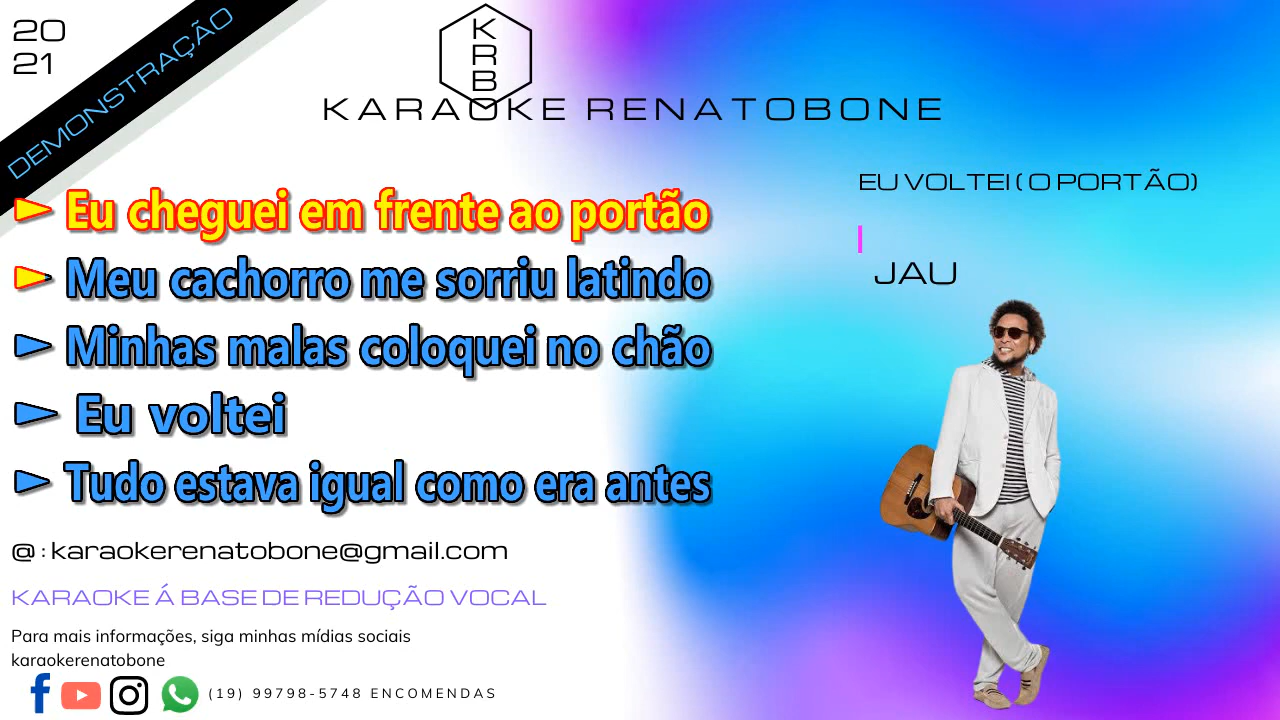 20
21
DEMONSTRAÇÃO
K
R
B
KARAOKE RENATOBONE
EU VOLTEI ( O PORTÃO)
JAU
Eu cheguei em frente ao portão
Meu cachorro me sorriu latindo
Minhas malas coloquei no chão
Eu voltei
Tudo estava igual como era antes
@ : karaokerenatobone@gmail.com
KARAOKE Á BASE DE REDUÇÃO VOCAL
Para mais informações, siga minhas mídias sociais
karaokerenatobone
(19) 99798-5748 ENCOMENDAS